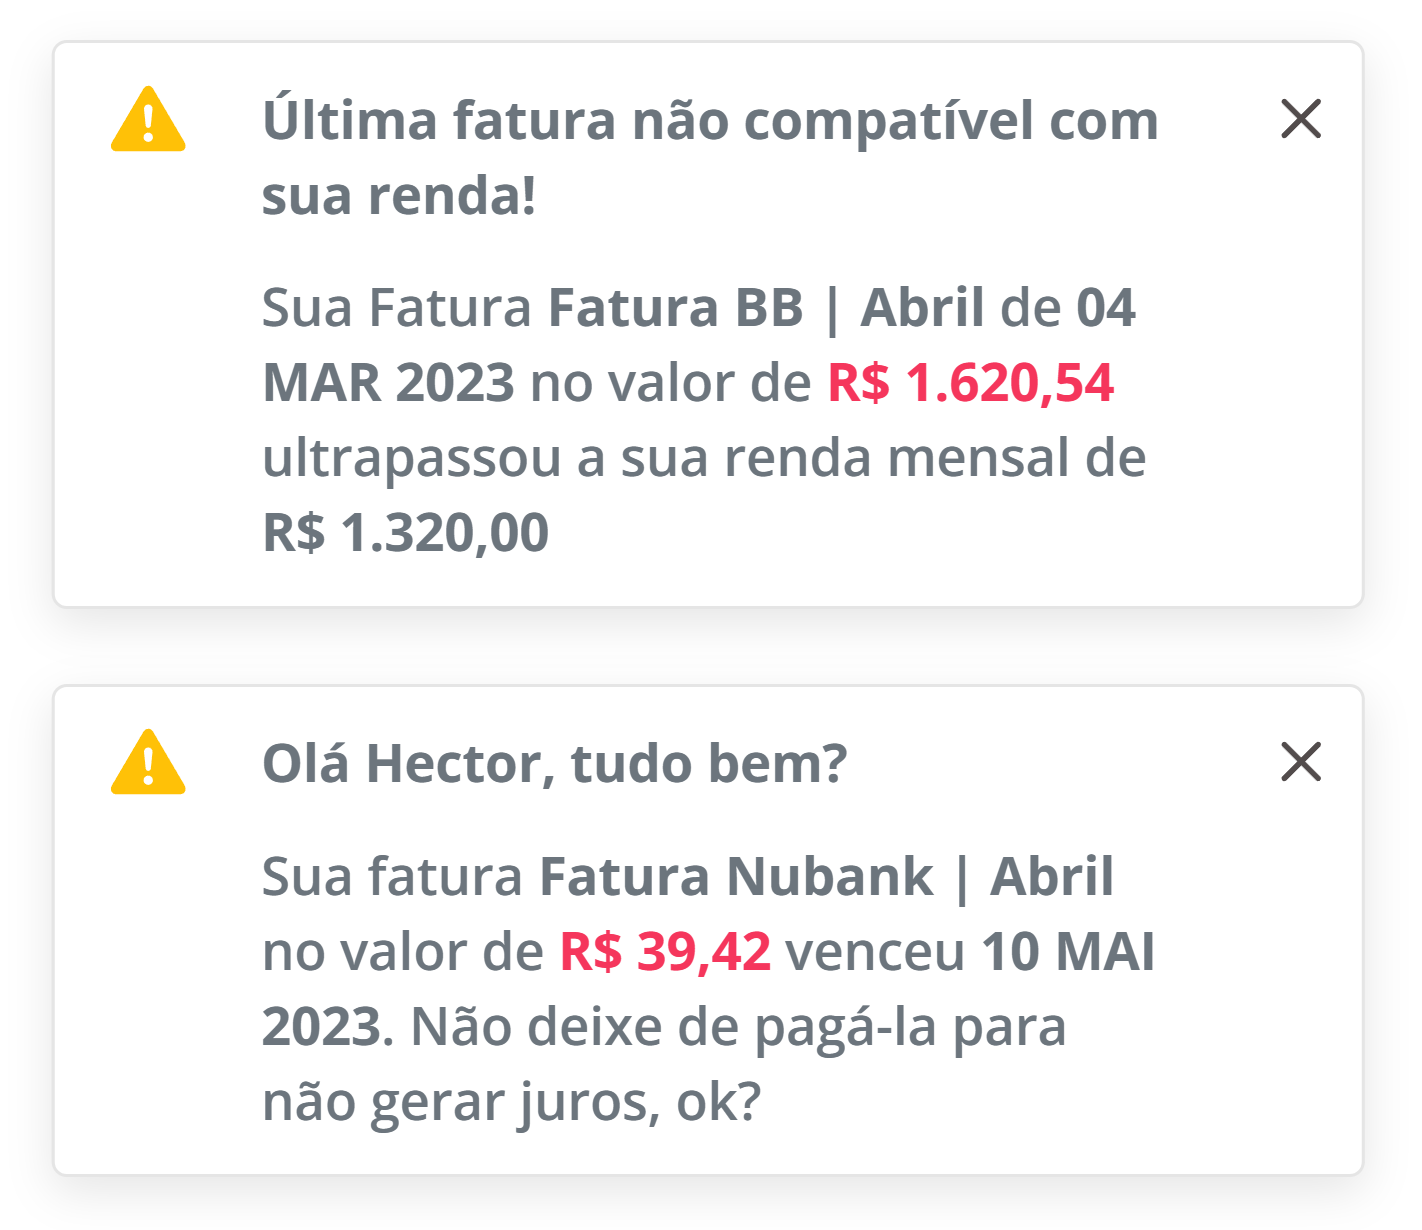 Última fatura não compatível com
sua renda!
Sua Fatura Fatura BB | Abril de 04
MAR 2023 no valor de R$ 1.620,54
ultrapassou a sua renda mensal de
R$ 1.320,00
Olá Hector, tudo bem?
Sua fatura Fatura Nubank | Abril
no valor de R$ 39,42 venceu 10 MAI
2023. Não deixe de pagá-la para
não gerar juros, ok?